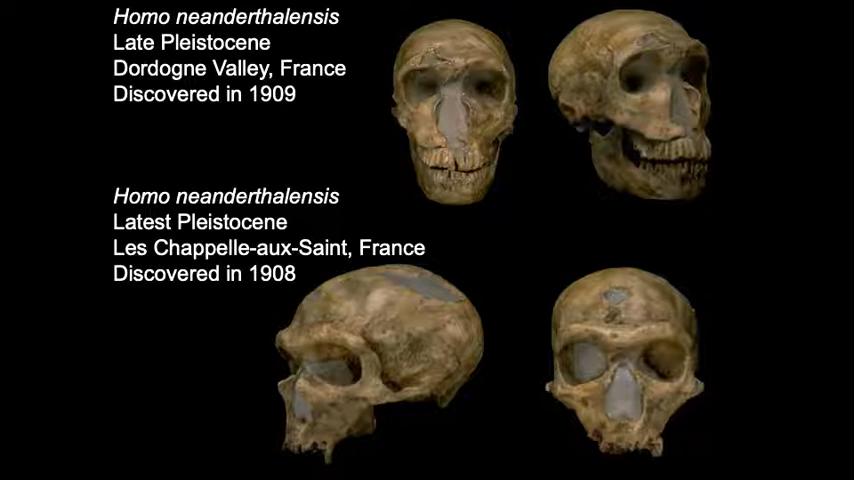 Homo neanderthalensis
Late Pleistocene
Dordogne Valley, France
Discovered in 1909
Homo neanderthalensis
Latest Pleistocene
Les Chappelle-aux-Saint, France
Discovered in 1908